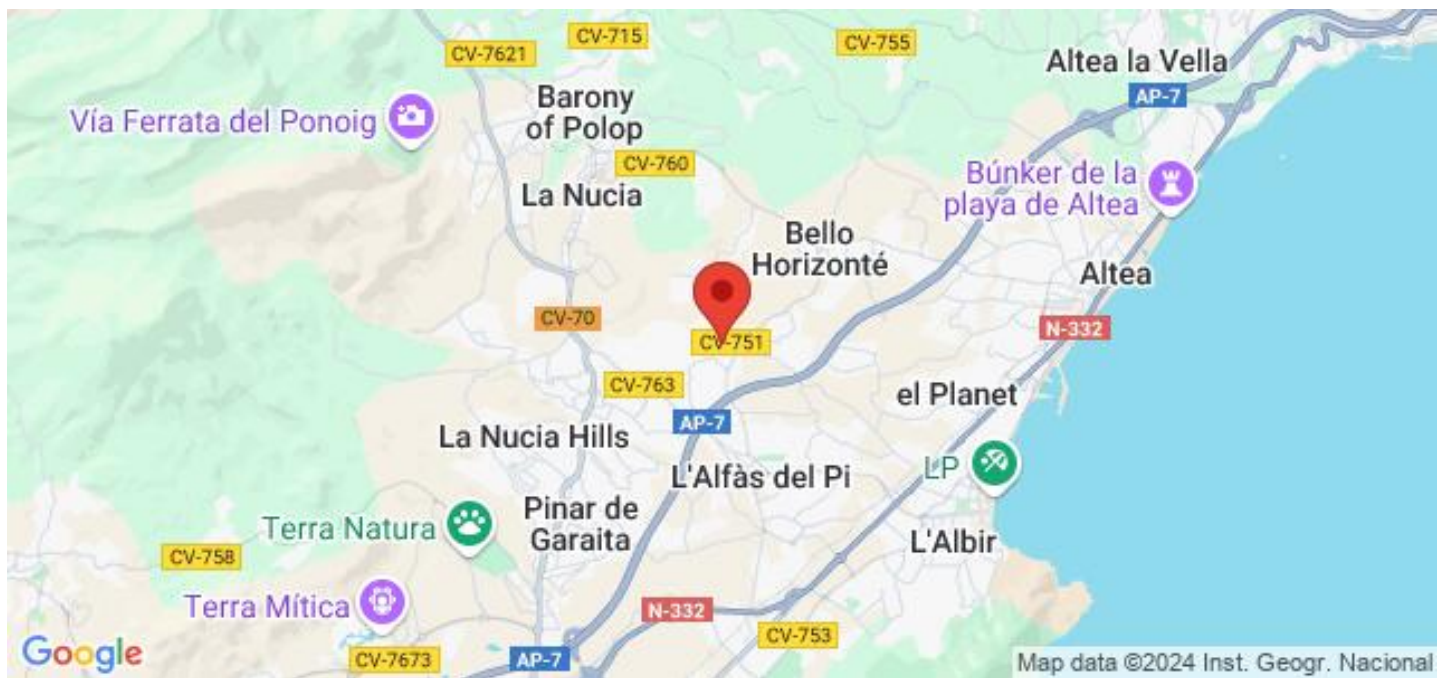 CV-715
CV-755
CV-7621
Altea la Vella
AP-7
Barony
of Polop
Vía Ferrata del Ponoig
CV-760
Búnker de la
playa de Altea
La Nucia
Bello
Horizonté
Altea
CV-70
N-332
CV-751
CV-763
el Planet
AP-7
La Nucia Hills
L'Alfàs del Pi
LP
Pinar de
Garaita
Terra Natura
L'Albir
CV-758
Terra Mítica
N-332
CV-753
Google
CV-7673
AP-7
Map data ©2024 Inst. Geogr. Nacional